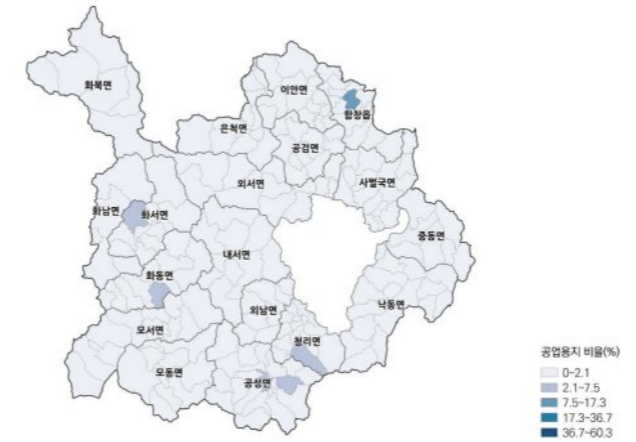 화북면
이안면
함창읍
은척면
공검면
외서면
사벌국면
화남면
화서면
중동면
내서면
화동면
낙동면
외남면
모서면
청리면
모동면
공성면
공업용지 비율(%)
0~2.1
2.1~7.5
7.5~17.3
17.3~36.7
36.7~60.3